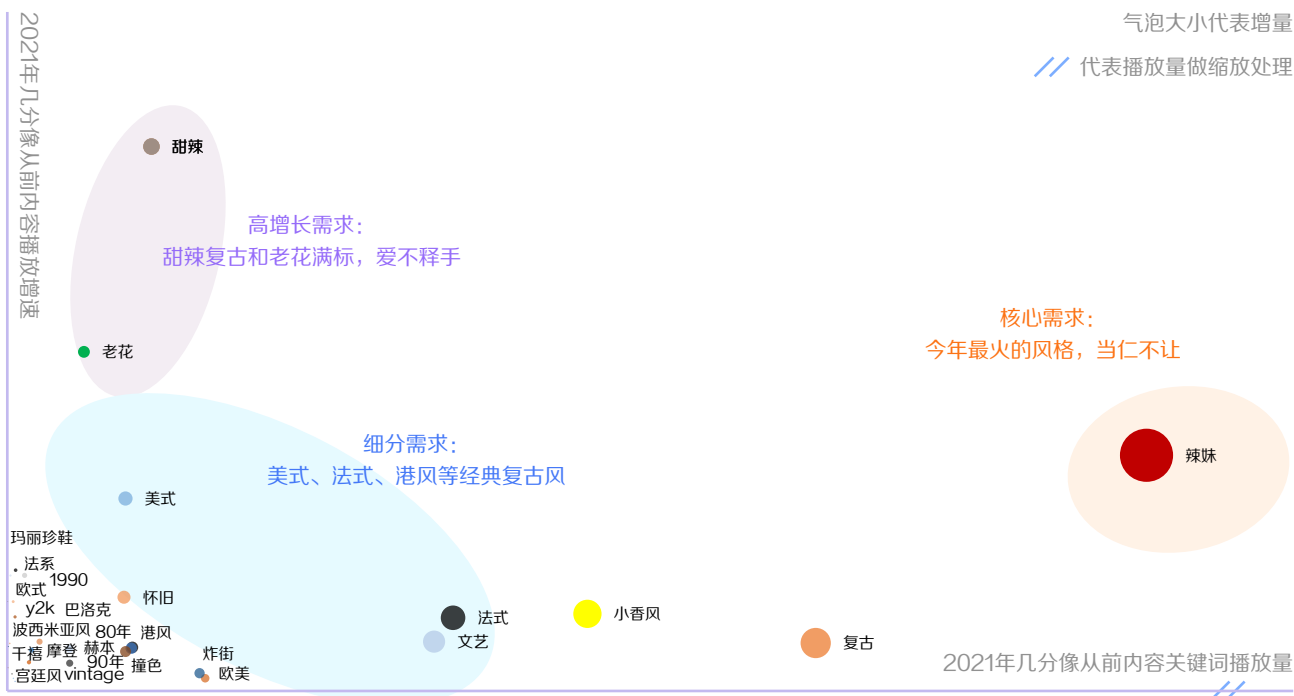 2021年几分像从前内容播放增速
气泡大小代表增量
代表播放量做缩放处理
甜辣
高增长需求：
甜辣复古和老花满标，爱不释手
核心需求：
今年最火的风格，当仁不让
老花
细分需求：
美式、法式、港风等经典复古风
辣妹
美式
玛丽珍鞋
法系
1990
欧式
怀旧
y2k
巴洛克
法式
小香风
波西米亚风
80年
港风
文艺
复古
千禧
摩登
赫本
90年
撞色
炸街
2021年几分像从前内容关键词播放量
宫廷风
vintage
欧美